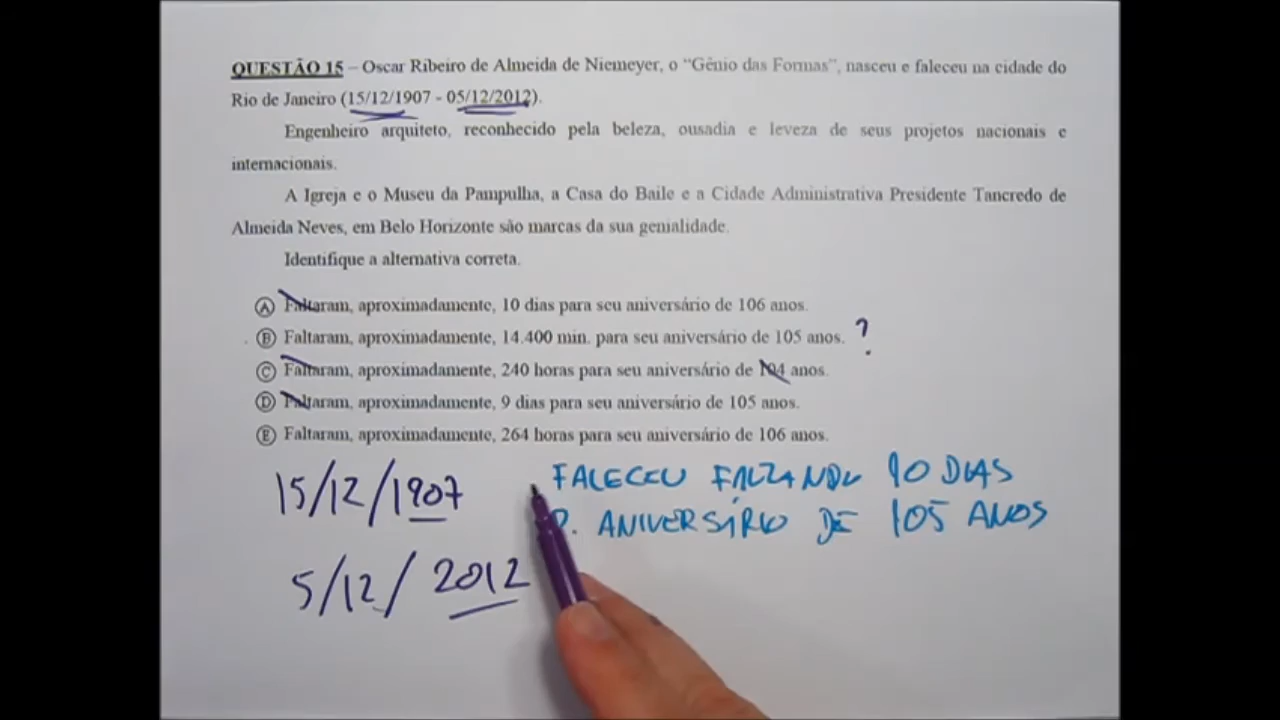 QUESTÃO 15 – Oscar Ribeiro de Almeida de Niemeyer, o “Gênio das Formas”, nasceu e faleceu na cidade do
Rio de Janeiro (15/12/1907 - 05/12/2012).
Engenheiro arquiteto, reconhecido pela beleza, ousadia e leveza de seus projetos nacionais e
internacionais.
A Igreja e o Museu da Pampulha, a Casa do Baile e a Cidade Administrativa Presidente Tancredo de
Almeida Neves, em Belo Horizonte são marcas da sua genialidade.
Identifique a alternativa correta.
A Faltaram, aproximadamente, 10 dias para seu aniversário de 106 anos.
B Faltaram, aproximadamente, 14.400 min. para seu aniversário de 105 anos. ?
C Faltaram, aproximadamente, 240 horas para seu aniversário de 104 anos.
D Faltaram, aproximadamente, 9 dias para seu aniversário de 105 anos.
E Faltaram, aproximadamente, 264 horas para seu aniversário de 106 anos.
15/12/1907
FALECEU FALTANDO 10 DIAS
P. ANIVERSÁRIO DE 105 ANOS
5/12/2012